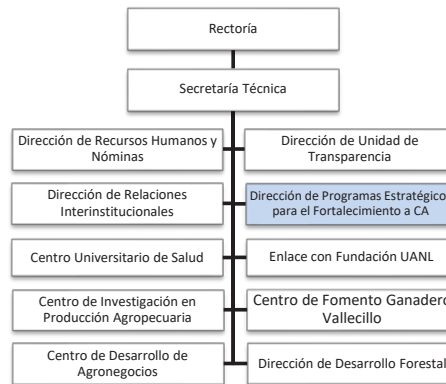 Rectoría
Secretaría Técnica
Dirección de Recursos Humanos y
Nóminas
Dirección de Unidad de
Transparencia
Dirección de Relaciones
Interinstitucionales
Dirección de Programas Estratégico
para el Fortalecimiento a CA
Centro Universitario de Salud
Enlace con Fundación UANL
Centro de Investigación en
Producción Agropecuaria
Centro de Fomento Ganadero
Vallecillo
Centro de Desarrollo de
Agronegocios
Dirección de Desarrollo Forestal